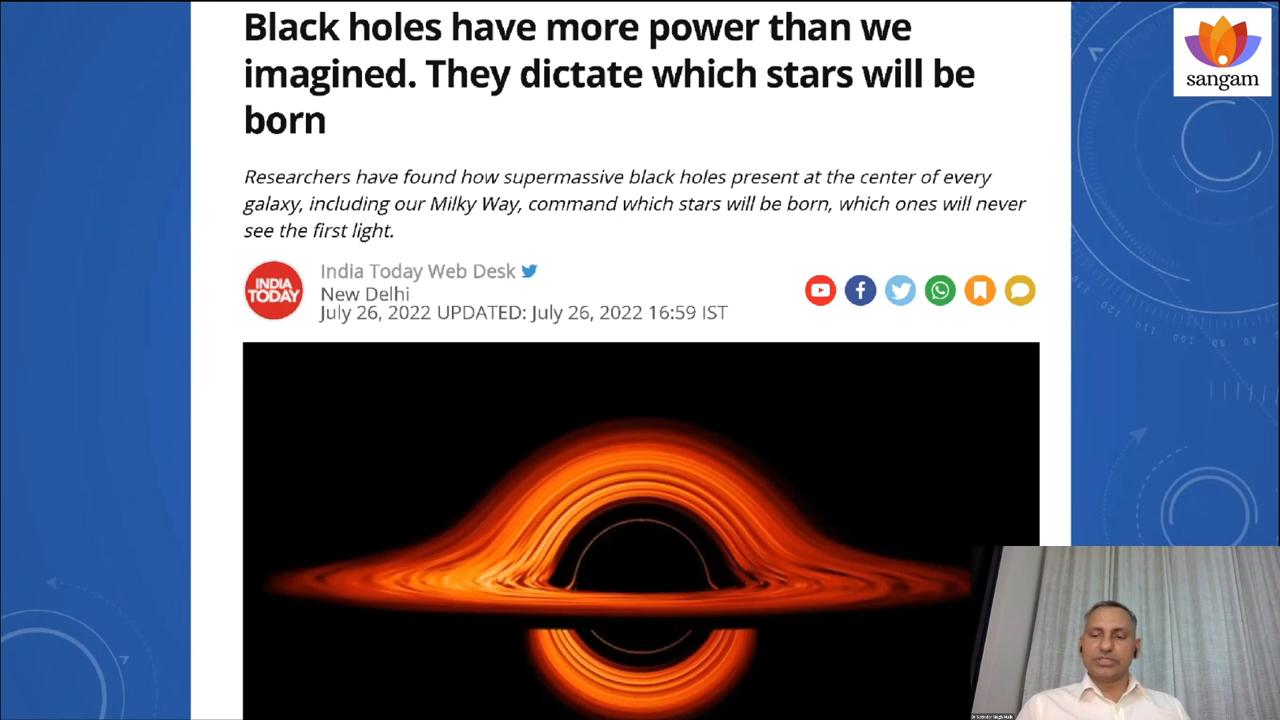 Black holes have more power than we
imagined. They dictate which stars will be
born
sangam
Researchers have found how supermassive black holes present at the center of every
galaxy, including our Milky Way, command which stars will be born, which ones will never
see the first light.
INDIA
TODAY
India Today Web Desk
New Delhi
July 26, 2022 UPDATED: July 26, 2022 16:59 IST